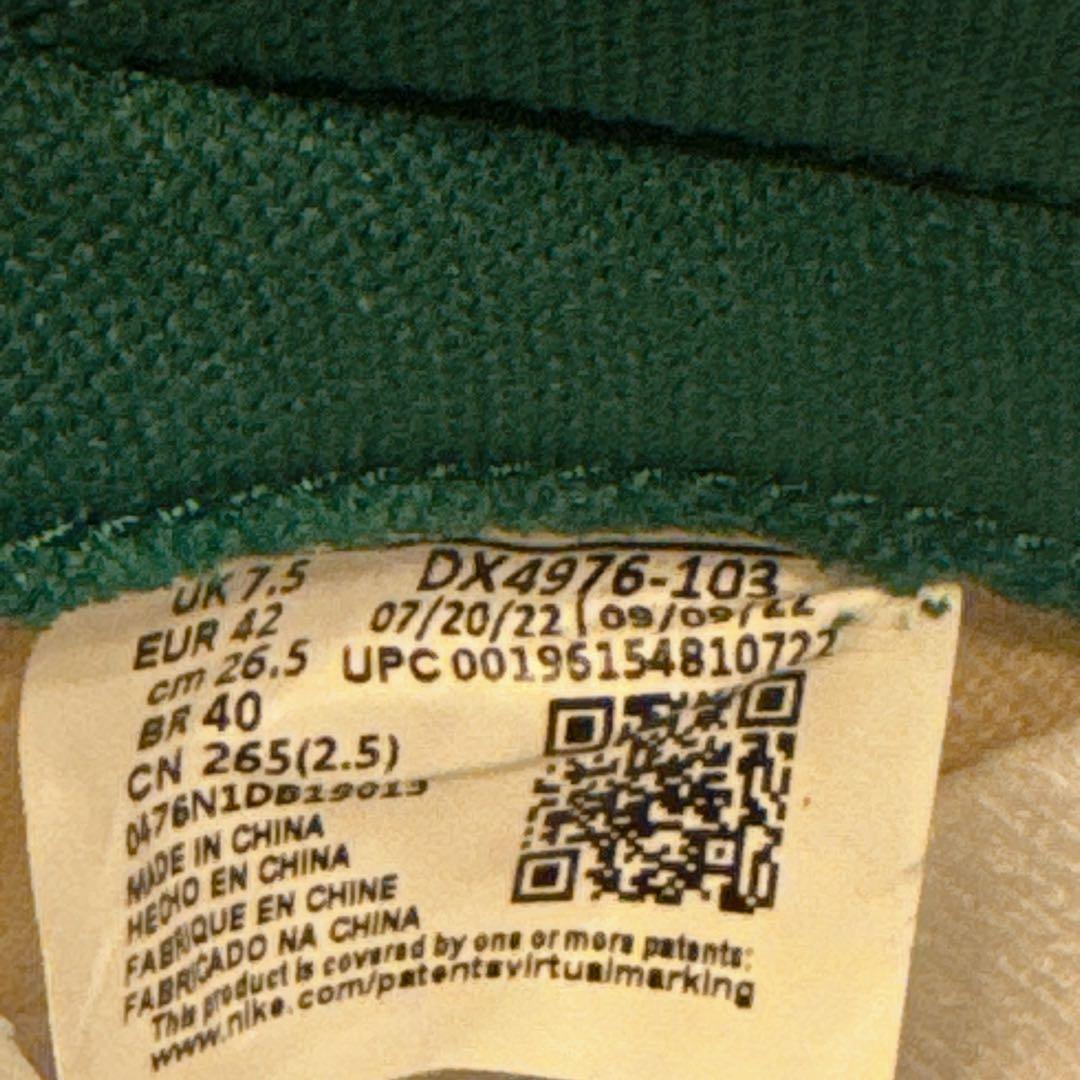 UK 7.5
EUR 42
cm 26.5
BR 40
CN 265(2.5)
DX4976-103
07/20/22 09/09/22
UPC 00196154810722
MADE IN CHINA
HECHO EN CHINA
FABRIQUE EN CHINE
FABRICADO NA CHINA
This product is covered by one or more patents:
www.nike.com/patentsvirtualmarking